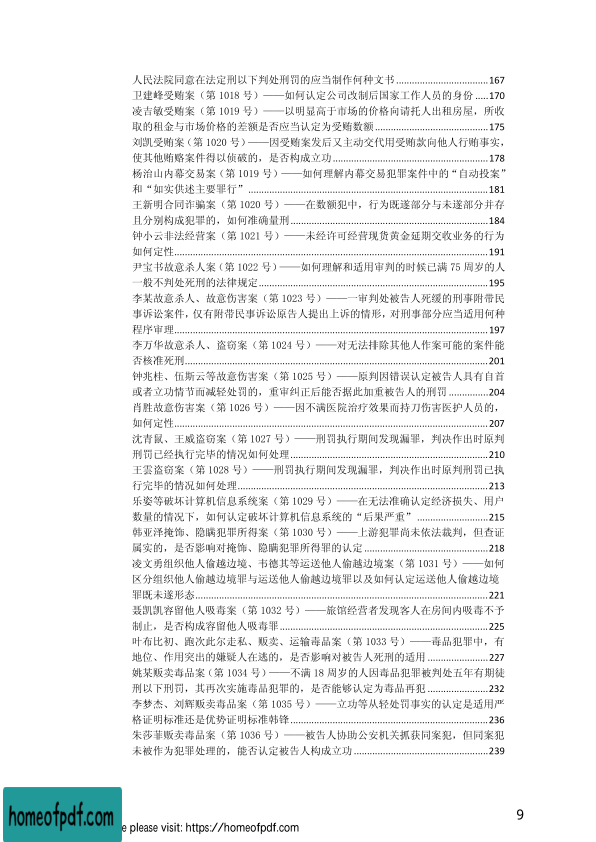 人民法院同意在法定刑以下判处刑罚的应当制作何种文书....................................167
卫建峰受贿案（第 1018 号）——如何认定公司改制后国家工作人员的身份.....170
凌吉敏受贿案（第 1019 号）——以明显高于市场的价格向请托人出租房屋，所收
取的租金与市场价格的差额是否应当认定为受贿数额...........................................175
刘凯受贿案（第 1020 号）——因受贿案发后又主动交代用受贿款向他人行贿事实，
使其他贿赂案件得以侦破的，是否构成立功............................................................178
杨治山内幕交易案（第 1019 号）——如何理解内幕交易犯罪案件中的“自动投案”
和“如实供述主要罪行”............................................................................................181
王新明合同诈骗案（第 1020 号）——在数额犯中，行为既遂部分与未遂部分并存
且分别构成犯罪的，如何准确量刑............................................................................184
钟小云非法经营案（第 1021 号）——未经许可经营现货黄金延期交收业务的行为
如何定性........................................................................................................................191
尹宝书故意杀人案（第 1022 号）——如何理解和适用审判的时候已满 75 周岁的人
一般不判处死刑的法律规定........................................................................................195
李某故意杀人、故意伤害案（第 1023 号）——一审判处被告人死缓的刑事附带民
事诉讼案件，仅有附带民事诉讼原告人提出上诉的情形，对刑事部分应当适用何种
程序审理........................................................................................................................197
李万华故意杀人、盗窃案（第 1024 号）——对无法排除其他人作案可能的案件能
否核准死刑....................................................................................................................201
钟兆桂、伍斯云等故意伤害案（第 1025 号）——原判因错误认定被告人具有自首
或者立功情节而减轻处罚的，重审纠正后能否据此加重被告人的刑罚...............204
肖胜故意伤害案（第 1026 号）——因不满医院治疗效果而持刀伤害医护人员的，
如何定性........................................................................................................................207
沈青鼠、王威盗窃案（第 1027 号）——刑罚执行期间发现漏罪，判决作出时原判
刑罚已经执行完毕的情况如何处理............................................................................210
王雲盗窃案（第 1028 号）——刑罚执行期间发现漏罪，判决作出时原判刑罚已执
行完毕的情况如何处理................................................................................................213
乐姿等破坏计算机信息系统案（第 1029 号）——在无法准确认定经济损失、用户
数量的情况下，如何认定破坏计算机信息系统的“后果严重”...........................215
韩亚泽掩饰、隐瞒犯罪所得案（第 1030 号）——上游犯罪尚未依法裁判，但查证
属实的，是否影响对掩饰、隐瞒犯罪所得罪的认定................................................218
凌文勇组织他人偷越边境、韦德其等运送他人偷越边境案（第 1031 号）——如何
区分组织他人偷越边境罪与运送他人偷越边境罪以及如何认定运送他人偷越边境
罪既未遂形态................................................................................................................221
聂凯凯容留他人吸毒案（第 1032 号）——旅馆经营者发现客人在房间内吸毒不予
制止，是否构成容留他人吸毒罪................................................................................225
叶布比初、跑次此尔走私、贩卖、运输毒品案（第 1033 号）——毒品犯罪中，有
地位、作用突出的嫌疑人在逃的，是否影响对被告人死刑的适用.......................227
姚某贩卖毒品案（第 1034 号）——不满 18 周岁的人因毒品犯罪被判处五年有期徒
刑以下刑罚，其再次实施毒品犯罪的，是否能够认定为毒品再犯.......................232
李梦杰、刘辉贩卖毒品案（第 1035 号）——立功等从轻处罚事实的认定是适用严
格证明标准还是优势证明标准韩锋............................................................................236
朱莎菲贩卖毒品案（第 1036 号）——被告人协助公安机关抓获同案犯，但同案犯
未被作为犯罪处理的，能否认定被告人构成立功....................................................239
9
homeofpdf.com
e please visit: https://homeofpdf.com